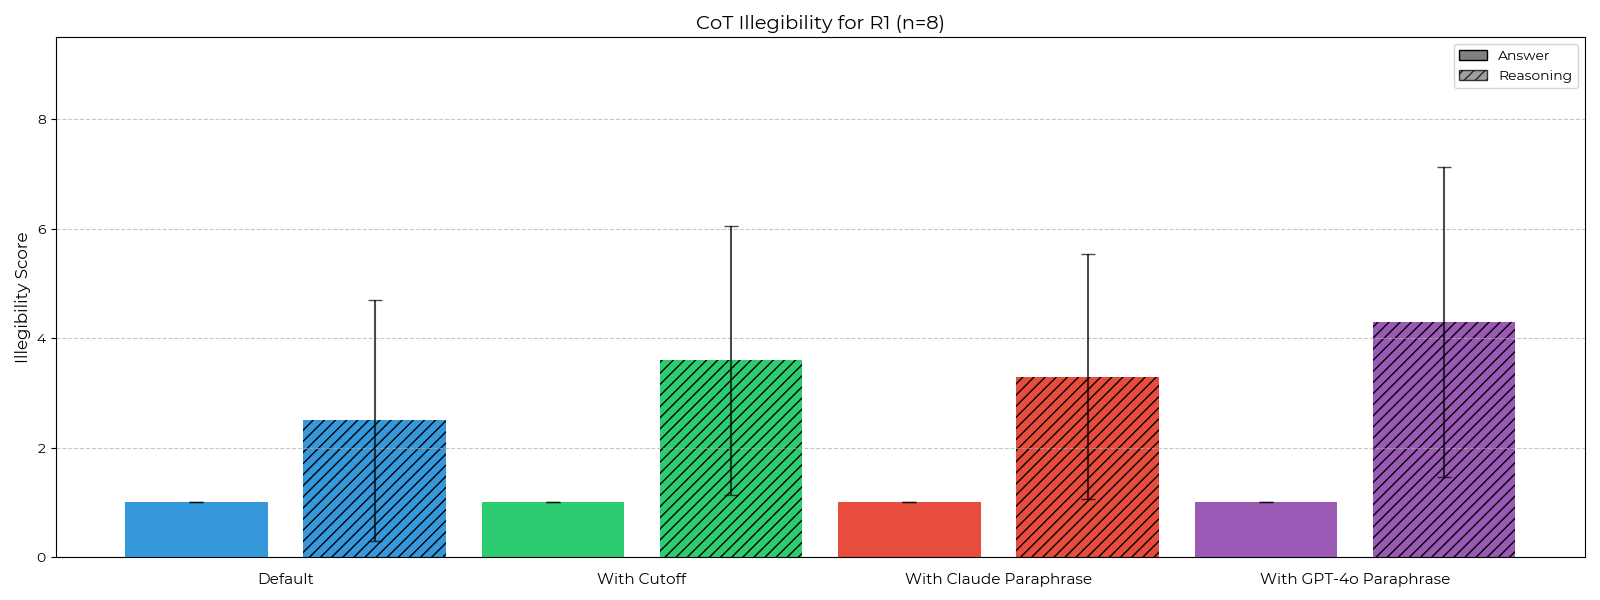 CoT Illegibility for R1 (n=8)
Answer
Reasoning
Illegibility Score
8
6
4
2
0
Default
With Cutoff
With Claude Paraphrase
With GPT-4o Paraphrase